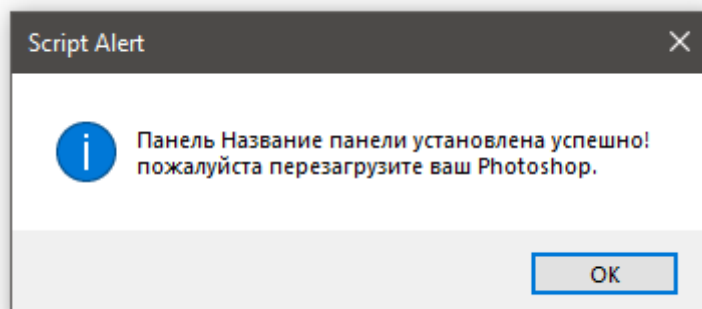 Script Alert
Панель Название панели установлена успешно!
пожалуйста перезагрузите ваш Photoshop.
OK